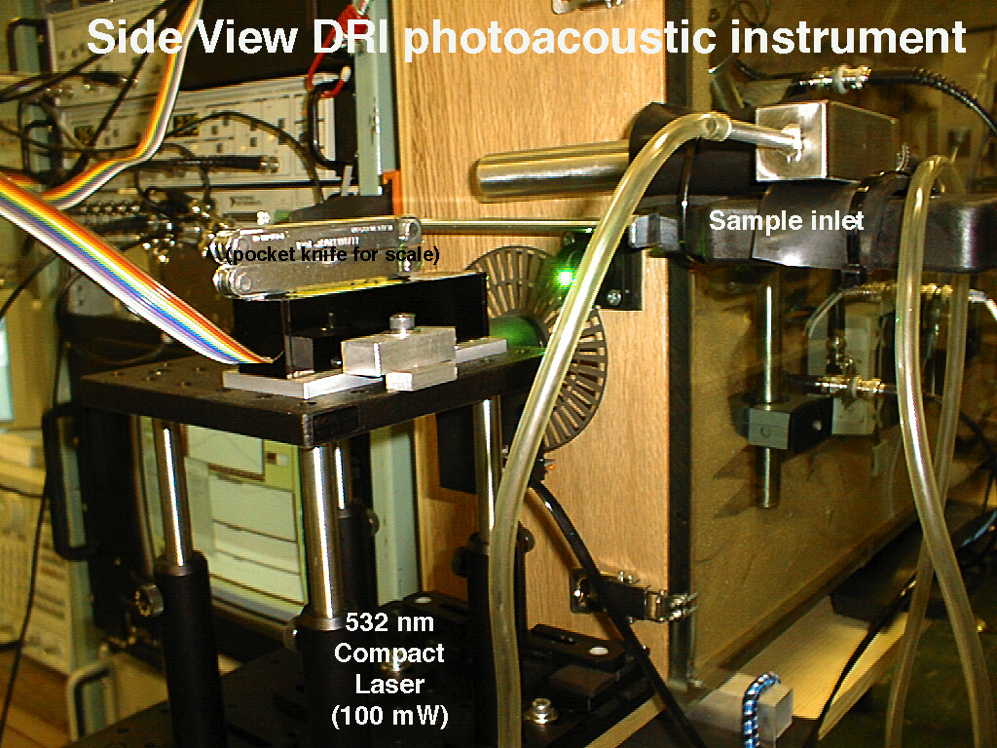 Side View DRI photoacoustic instrument
Sample inlet
(pocket knife for scale)
532 nm
Compact
Laser
(100 mW)